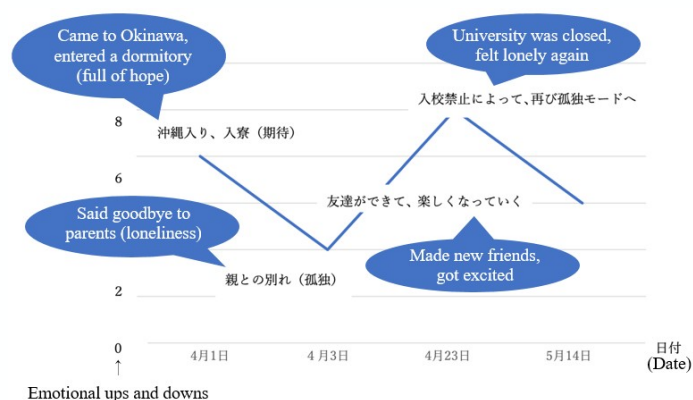 Came to Okinawa,
entered a dormitory
(full of hope)
University was closed,
felt lonely again
入校禁止によって、再び孤独モードへ
8
沖縄入り、入寮（期待）
6
友達ができて、楽しくなっていく
Said goodbye to
parents (loneliness)
Made new friends,
got excited
親との別れ（孤独）
2
0
4月1日
4月3日
4月23日
5月14日
日付
(Date)
↑
Emotional ups and downs